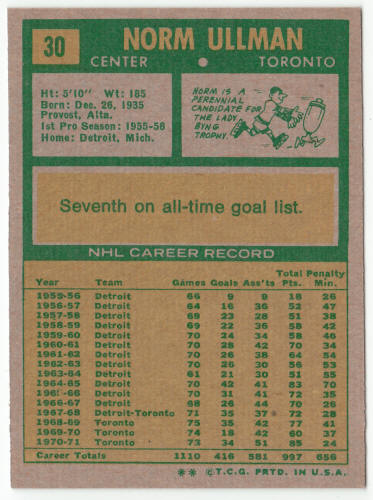 30
NORM ULLMAN
CENTER • TORONTO
Ht: 5'10" Wt: 185
Born: Dec. 26, 1935
Provost, Alta.
1st Pro Season: 1955-56
Home: Detroit, Mich.
NORM IS A
PERENNIAL
CANDIDATE
FOR THE
LADY
BYNG
TROPHY.
Seventh on all-time goal list.
NHL CAREER RECORD
Total Penalty
Year Team Games Goals Ass'ts Pts. Min
1955-56 Detroit 66 9 9 18 26
1956-57 Detroit 64 16 36 52 47
1957-58 Detroit 69 23 28 51 38
1958-59 Detroit 69 22 36 58 42
1959-60 Detroit 70 24 34 58 46
1960-61 Detroit 70 28 42 70 34
1961-62 Detroit 70 26 38 64 54
1962-63 Detroit 70 26 30 56 53
1963-64 Detroit 61 21 30 51 55
1964-65 Detroit 70 42 41 83 70
1965-66 Detroit 70 31 41 72 35
1966-67 Detroit 68 26 44 70 26
1967-68 Detroit-Toronto 71 35 37 72 28
1968-69 Toronto 75 35 42 77 41
1969-70 Toronto 74 18 42 60 37
1970-71 Toronto 73 34 51 85 24
Career Totals 1110 416 581 997 656
** ©T.C.G. PRTD. IN U.S.A.